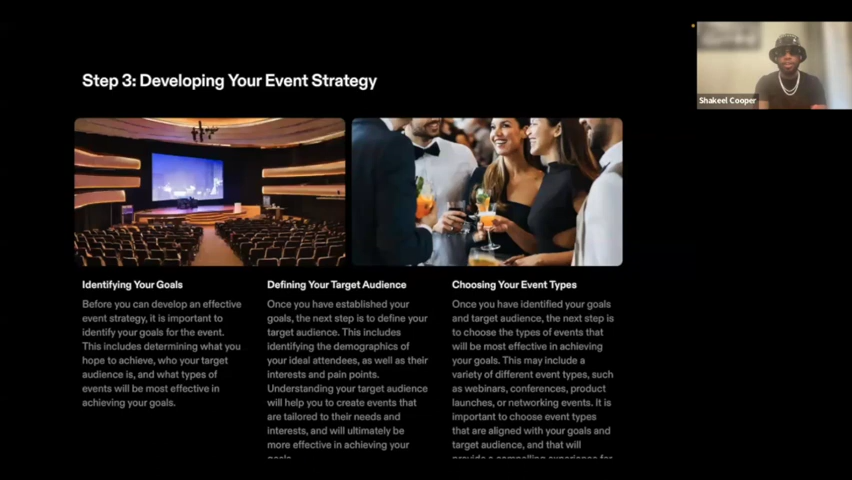 Step 3: Developing Your Event Strategy
Shakeel Cooper
Identifying Your Goals
Before you can develop an effective
event strategy, it is important to
identify your goals for the event.
This includes determining what you
hope to achieve, who your target
audience is, and what types of
events will be most effective in
achieving your goals.
Defining Your Target Audience
Once you have established your
goals, the next step is to define your
target audience. This includes
identifying the demographics of
your ideal attendees, as well as their
interests and pain points.
Understanding your target audience
will help you to create events that
are tailored to their needs and
interests, and will ultimately be
more effective in achieving your
goals.
Choosing Your Event Types
Once you have identified your goals
and target audience, the next step is
to choose the types of events that
will be most effective in achieving
your goals. This may include a
variety of different event types, such
as webinars, conferences, product
launches, or networking events. It is
important to choose event types
that are aligned with your goals and
target audience, and that will
provide a compelling experience for